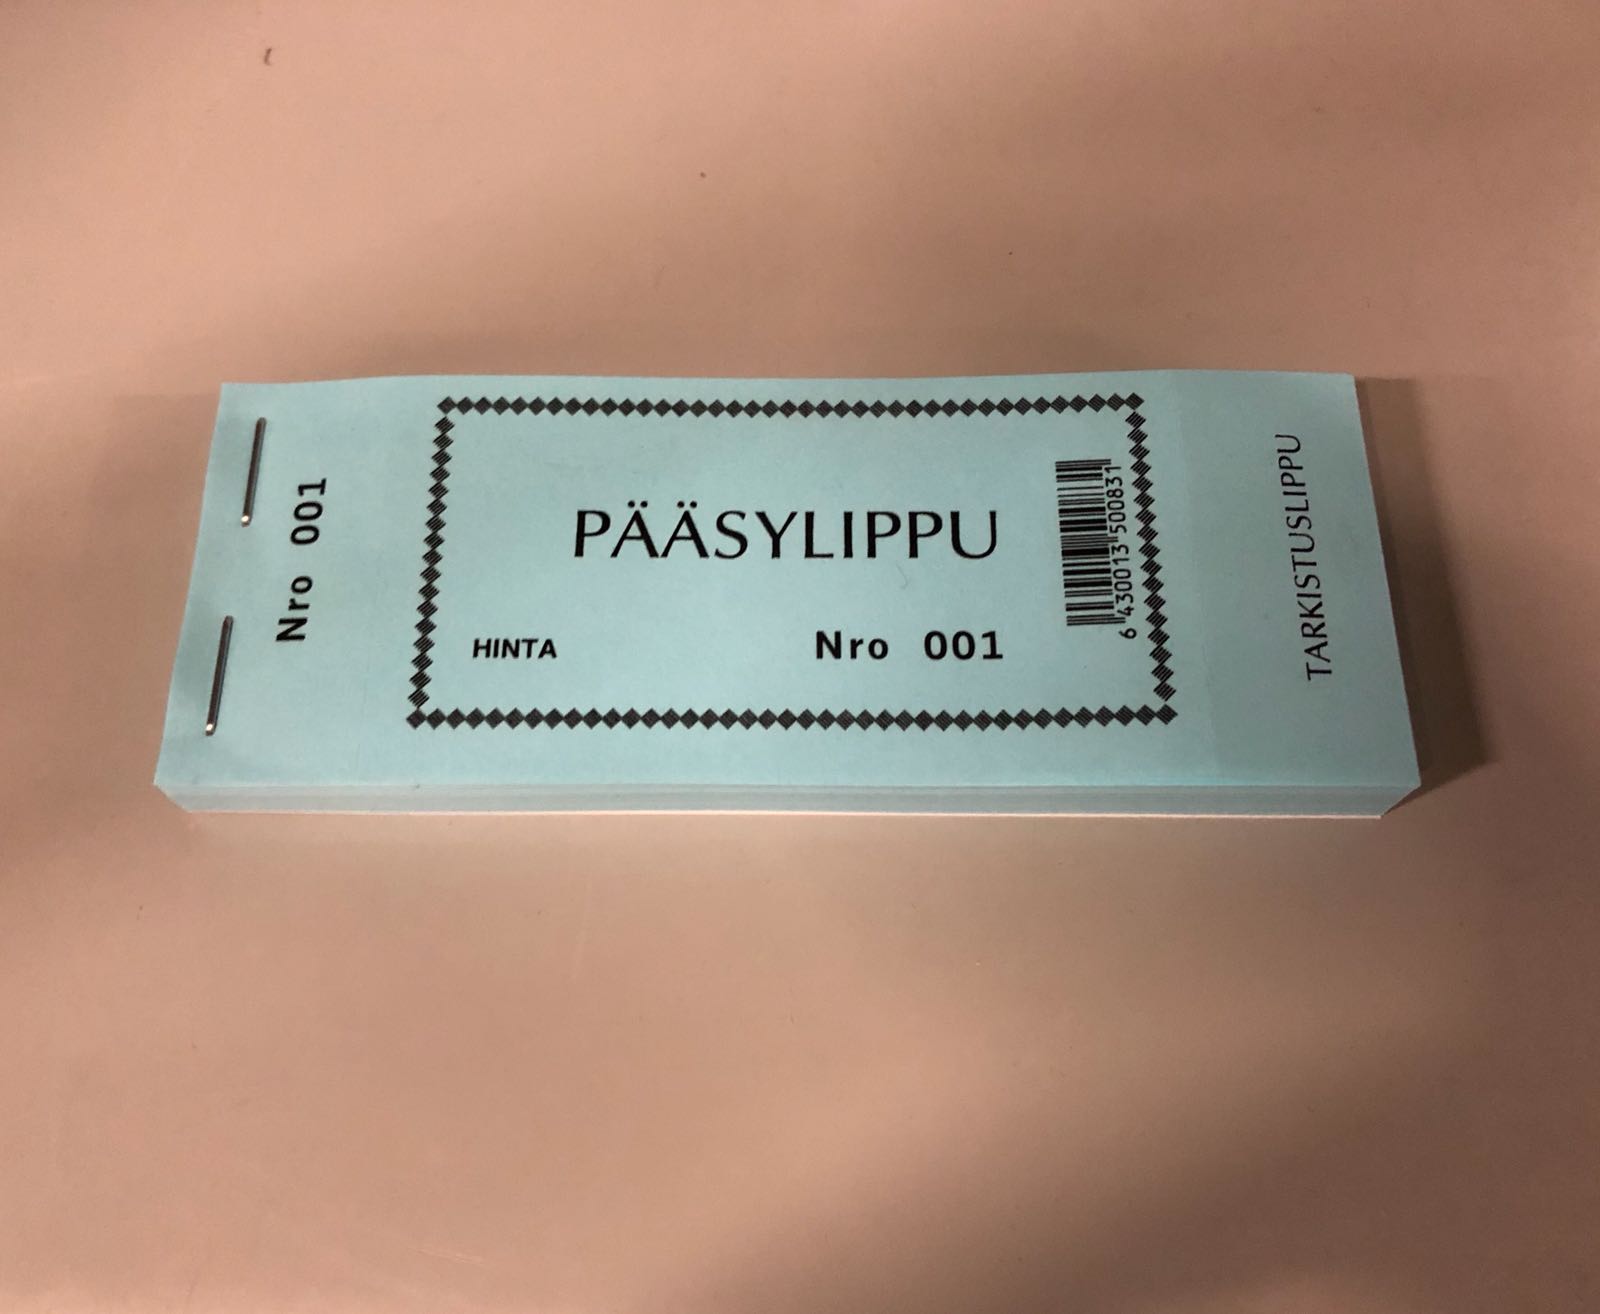 Nro 001
PÄÄSYLIPPU
HINTA
Nro 001
6 430013 500831
TARKISTUSLIPPU